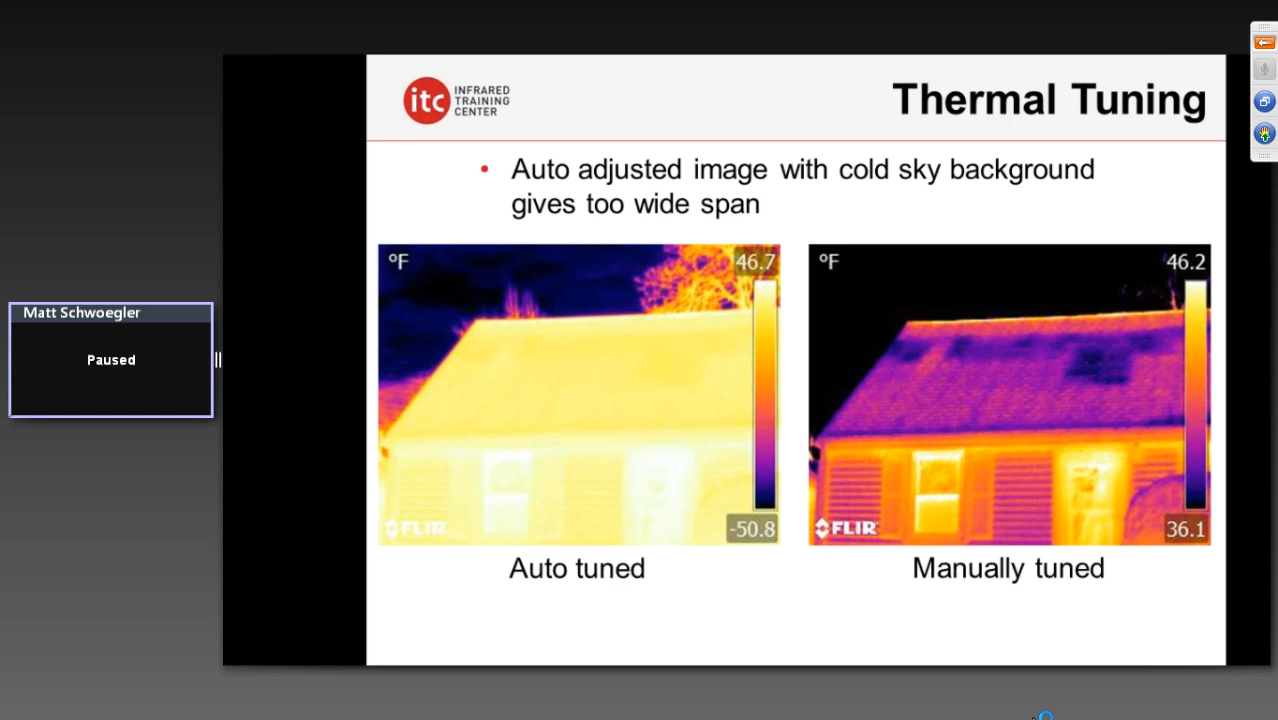 itc
INFRARED
TRAINING
CENTER
Thermal Tuning
• Auto adjusted image with cold sky background
gives too wide span
Matt Schwoegler
Paused
°F
46.7
-50.8
FLIR
°F
46.2
36.1
FLIR
Auto tuned
Manually tuned